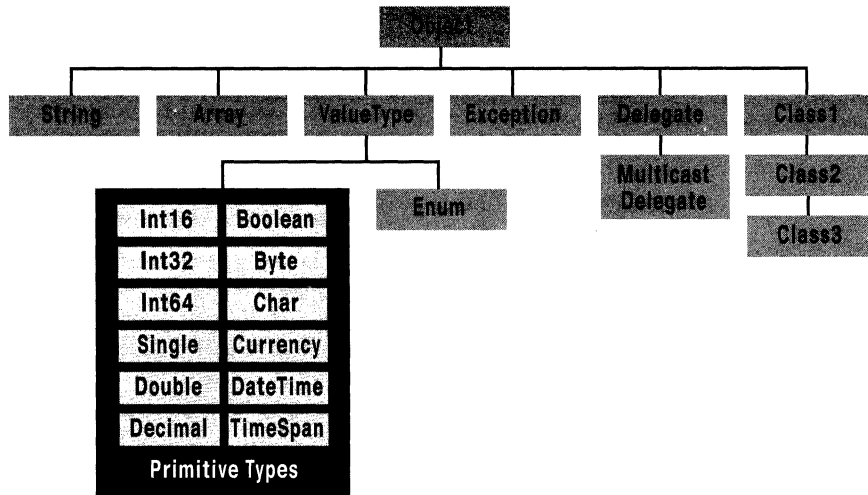 Object
String Array ValueType Exception Delegate Class1
Multicast Delegate
Class2
Enum
Class3
Int16 Boolean
Int32 Byte
Int64 Char
Single Currency
Double DateTime
Decimal TimeSpan
Primitive Types